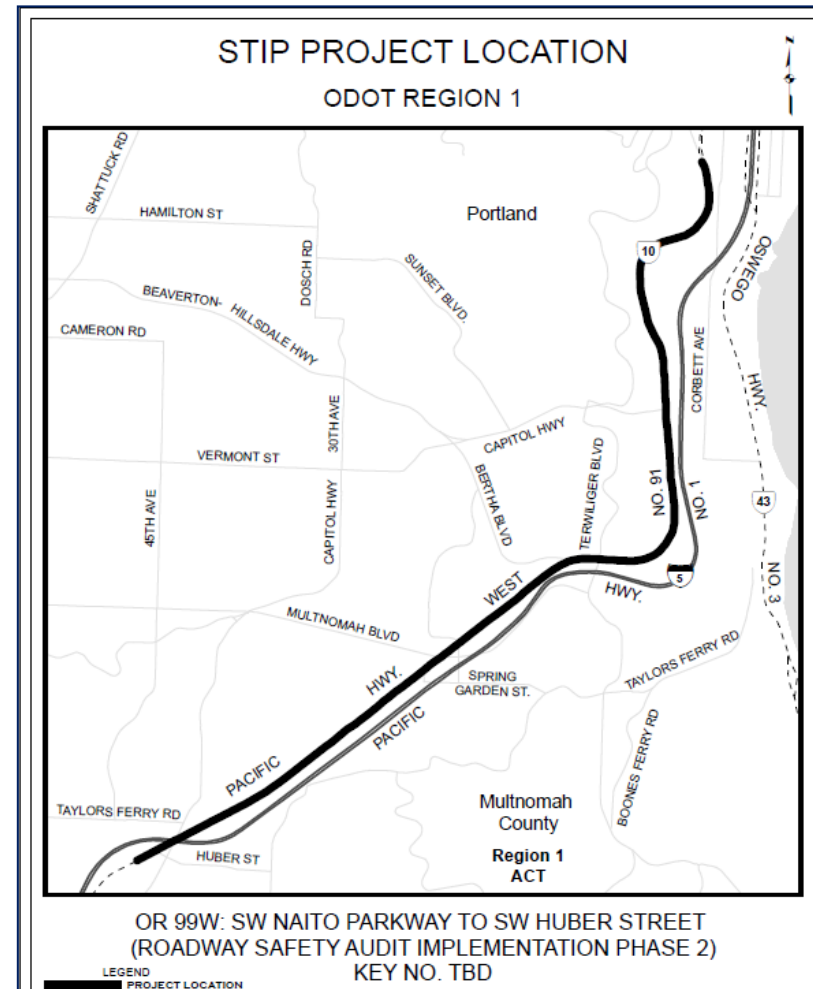 STIP PROJECT LOCATION
ODOT REGION 1
N
SHATTUCK RD
HAMILTON ST
Portland
10
DOSCH RD
SUNSET BLVD.
OSWEGO
HWY.
BEAVERTON-
HILLSDALE HWY
CAMERON RD
CORBETT AVE
30TH AVE
CAPITOL HWY
VERMONT ST
BERTHA BLVD
TERWILIGER BLVD
NO. 91
NO. 1
43
45TH AVE
CAPITOL HWY
5
NO. 3
WEST
HWY.
MULTNOMAH BLVD
HWY.
SPRING
GARDEN ST.
TAYLORS FERRY RD
PACIFIC
PACIFIC
BOONES FERRY RD
TAYLORS FERRY RD
HUBER ST
Multnomah
County
Region 1
ACT
OR 99W: SW NAITO PARKWAY TO SW HUBER STREET
(ROADWAY SAFETY AUDIT IMPLEMENTATION PHASE 2)
KEY NO. TBD
LEGEND
PROJECT LOCATION